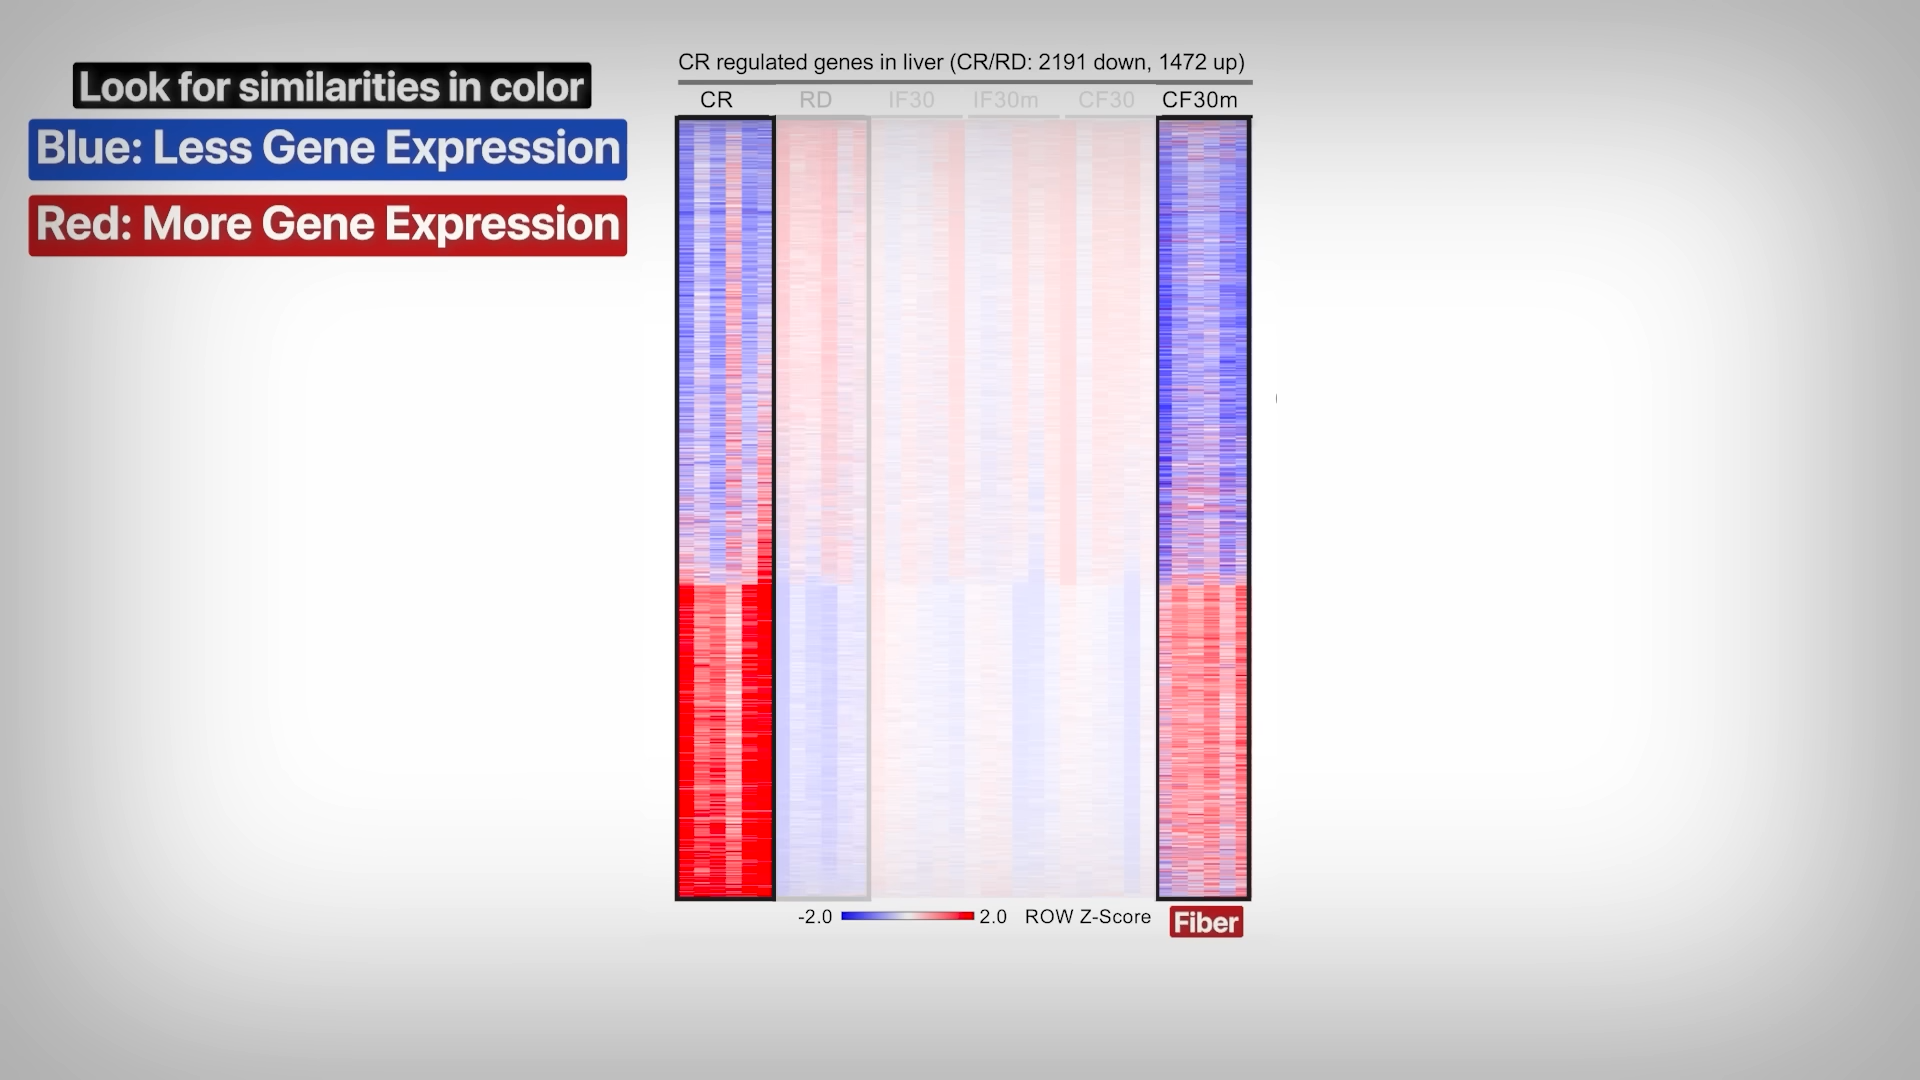 Look for similarities in color
Blue: Less Gene Expression
Red: More Gene Expression
CR regulated genes in liver (CR/RD: 2191 down, 1472 up)
CR RD IF30 IF30m CF30 CF30m
-2.0 2.0 ROW Z-Score
Fiber